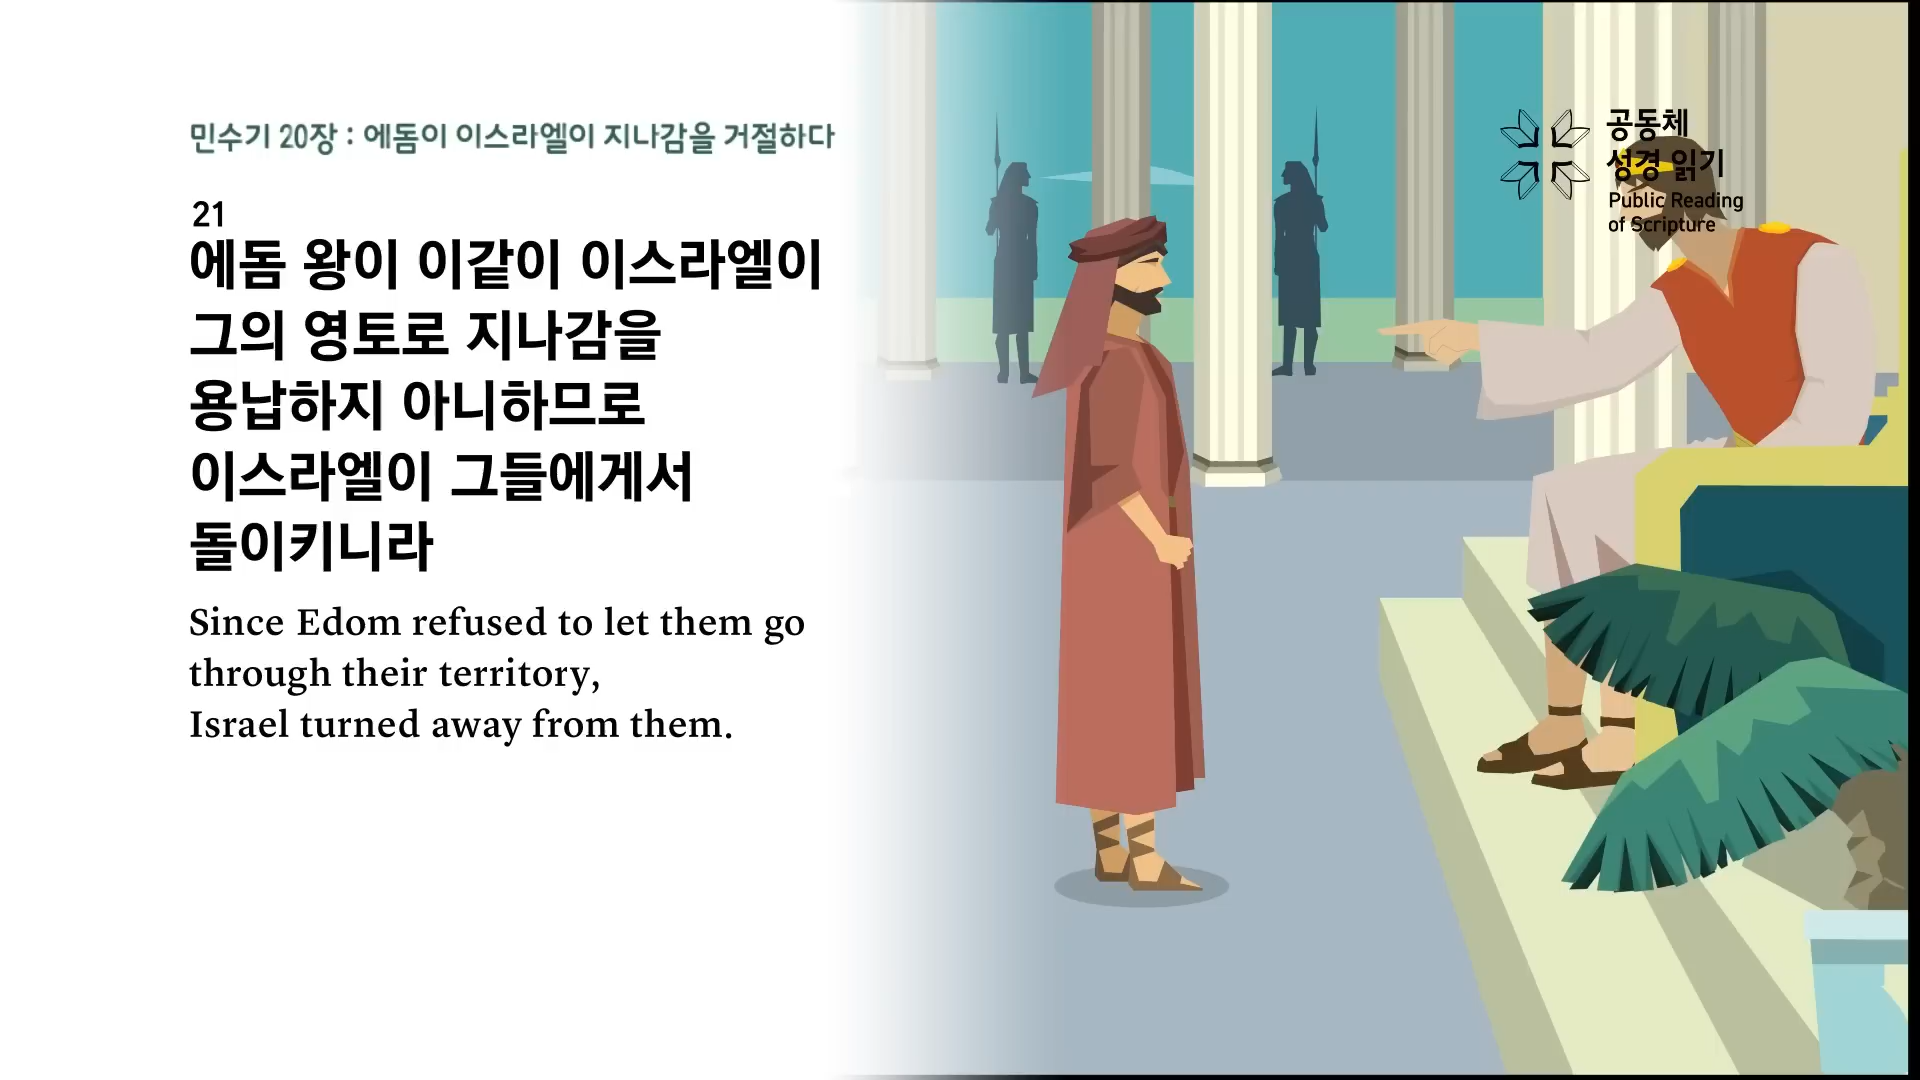 민수기 20장 : 에돔이 이스라엘이 지나감을 거절하다
21
에돔 왕이 이같이 이스라엘이
그의 영토로 지나감을
용납하지 아니하므로
이스라엘이 그들에게서
돌이키니라
Since Edom refused to let them go
through their territory,
Israel turned away from them.
공동체
성경 읽기
Public Reading
of Scripture